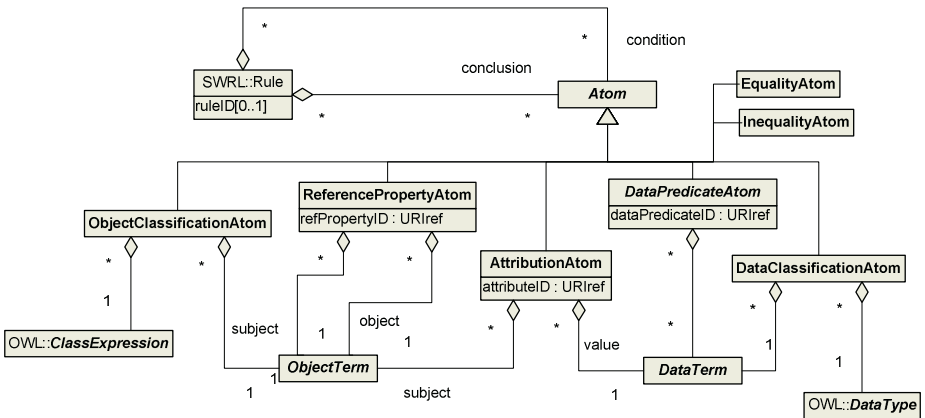 *
*
condition
SWRL::Rule
ruleID[0..1]
conclusion
*
*
Atom
EqualityAtom
InequalityAtom
ObjectClassificationAtom
ReferencePropertyAtom
refPropertyID : URIref
DataPredicateAtom
dataPredicateID : URIref
AttributionAtom
attributeID : URIref
DataClassificationAtom
*
*
*
*
*
*
*
*
*
*
1
subject
1
object
1
value
1
1
OWL::ClassExpression
ObjectTerm
DataTerm
1
1
subject
1
OWL::DataType